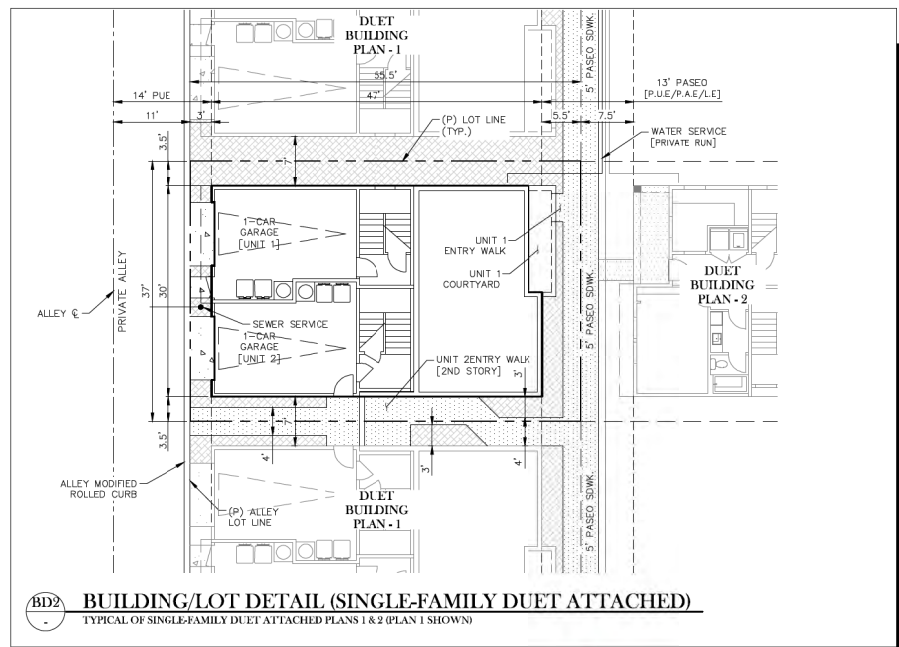 DUET
BUILDING
PLAN - 1
5' PASEO SDWK.
55.5'
13' PASEO
[P.U.E/P.A.E/L.E]
14' PUE
47'
11'
3'
5.5'
7.5'
(P) LOT LINE
(TYP.)
WATER SERVICE
[PRIVATE RUN]
3.5'
7'
1-CAR
GARAGE
[UNIT 1]
UNIT 1
ENTRY WALK
UNIT 1
COURTYARD
DUET
BUILDING
PLAN - 2
PRIVATE ALLEY
37'
30'
ALLEY ℄
5' PASEO SDWK.
SEWER SERVICE
1-CAR
GARAGE
[UNIT 2]
UNIT 2ENTRY WALK
[2ND STORY]
3'
3.5'
7'
4'
3'
4'
ALLEY MODIFIED
ROLLED CURB
(P) ALLEY
LOT LINE
DUET
BUILDING
PLAN - 1
5' PASEO SDWK.
BD2
-
BUILDING/LOT DETAIL (SINGLE-FAMILY DUET ATTACHED)
TYPICAL OF SINGLE-FAMILY DUET ATTACHED PLANS 1 & 2 (PLAN 1 SHOWN)